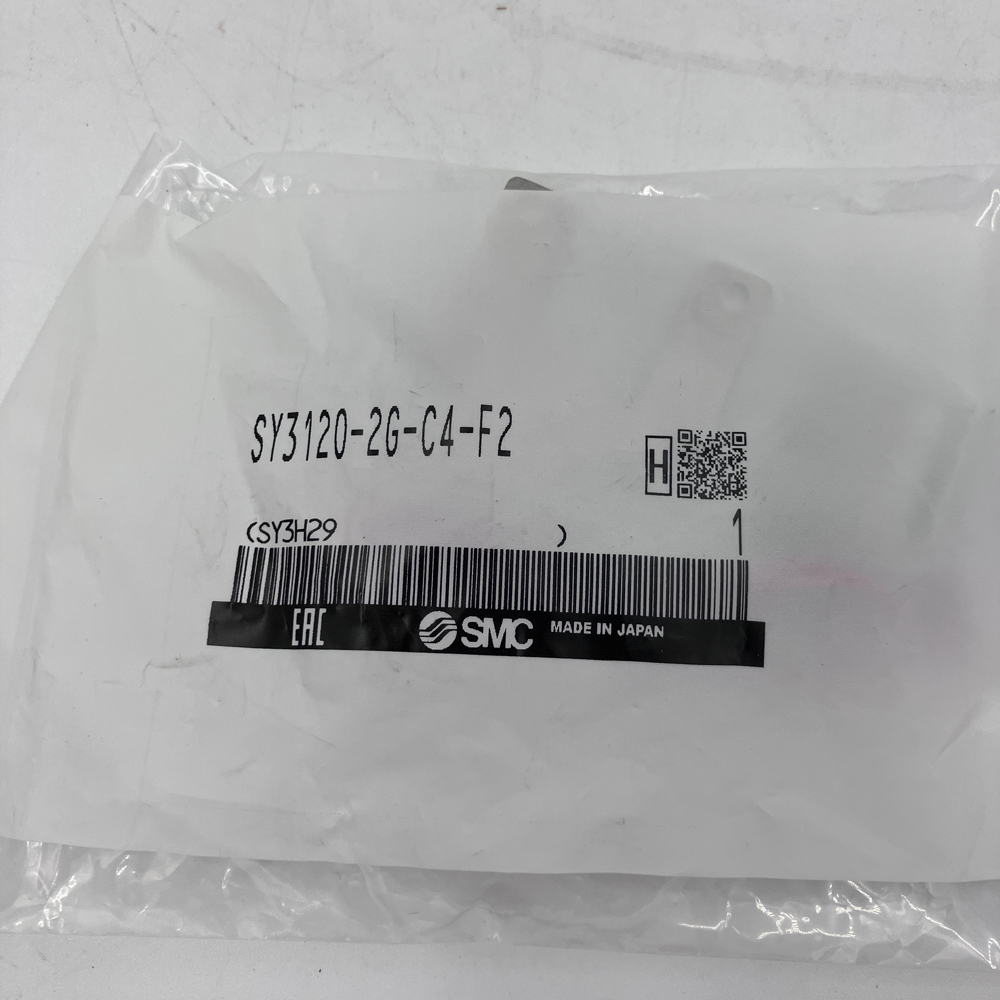 SY3120-2G-C4-F2
H
(SY3H29 )
1
EAC SMC MADE IN JAPAN